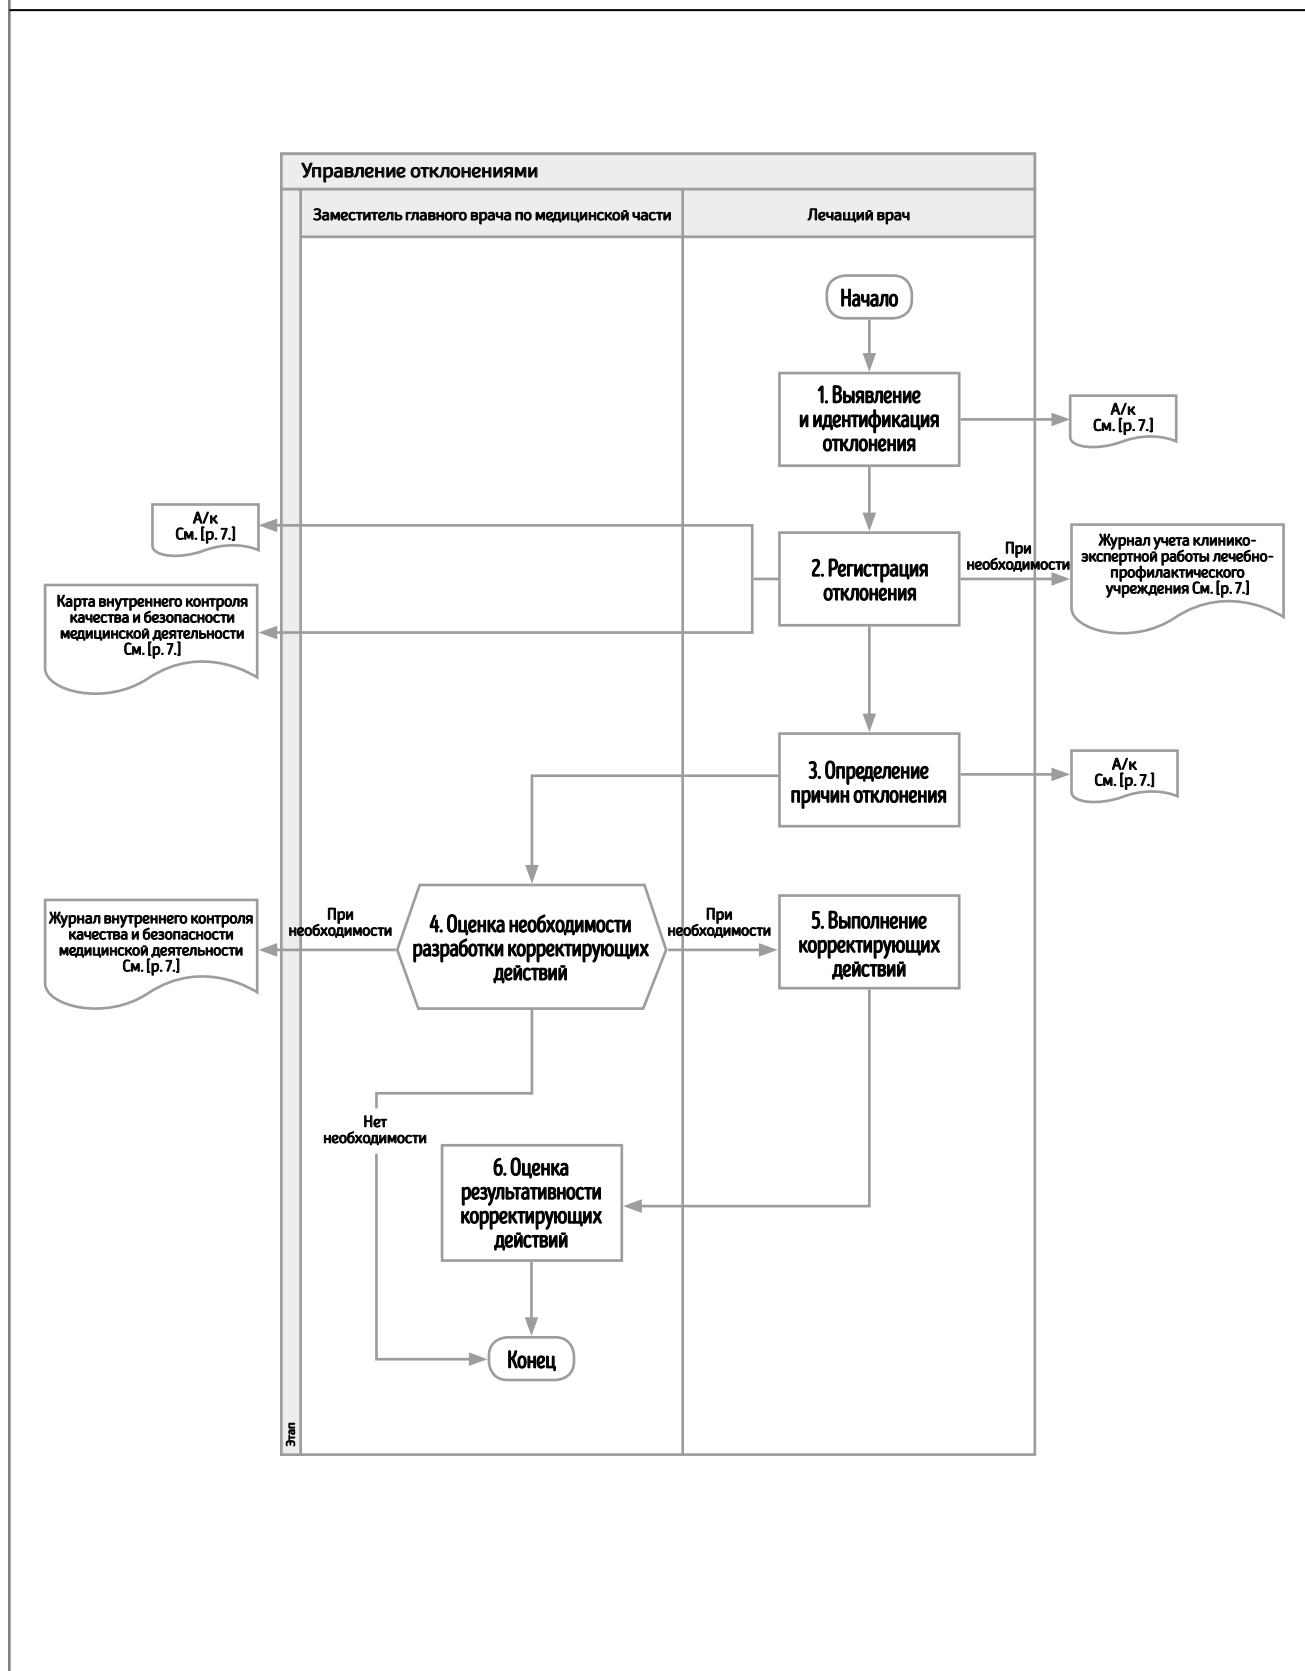 Управление отклонениями
Заместитель главного врача по медицинской части
Лечащий врач
Начало
1. Выявление
и идентификация
отклонения
А/к
См. [р. 7.]
А/к
См. [р. 7.]
2. Регистрация
отклонения
При
необходимости
Журнал учета клинико-
экспертной работы лечебно-
профилактического
учреждения См. [р. 7.]
Карта внутреннего контроля
качества и безопасности
медицинской деятельности
См. [р. 7.]
3. Определение
причин отклонения
А/к
См. [р. 7.]
Журнал внутреннего контроля
качества и безопасности
медицинской деятельности
См. [р. 7.]
При
необходимости
4. Оценка необходимости
разработки корректирующих
действий
При
необходимости
5. Выполнение
корректирующих
действий
Нет
необходимости
6. Оценка
результативности
корректирующих
действий
Конец
Этап